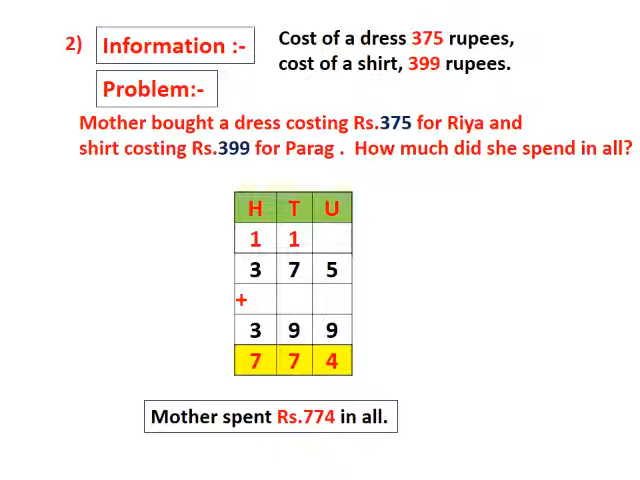 2) Information :- Cost of a dress 375 rupees,
cost of a shirt, 399 rupees.
Problem:-
Mother bought a dress costing Rs.375 for Riya and
shirt costing Rs.399 for Parag . How much did she spend in all?
H T U
1 1
3 7 5
+
3 9 9
7 7 4
Mother spent Rs.774 in all.